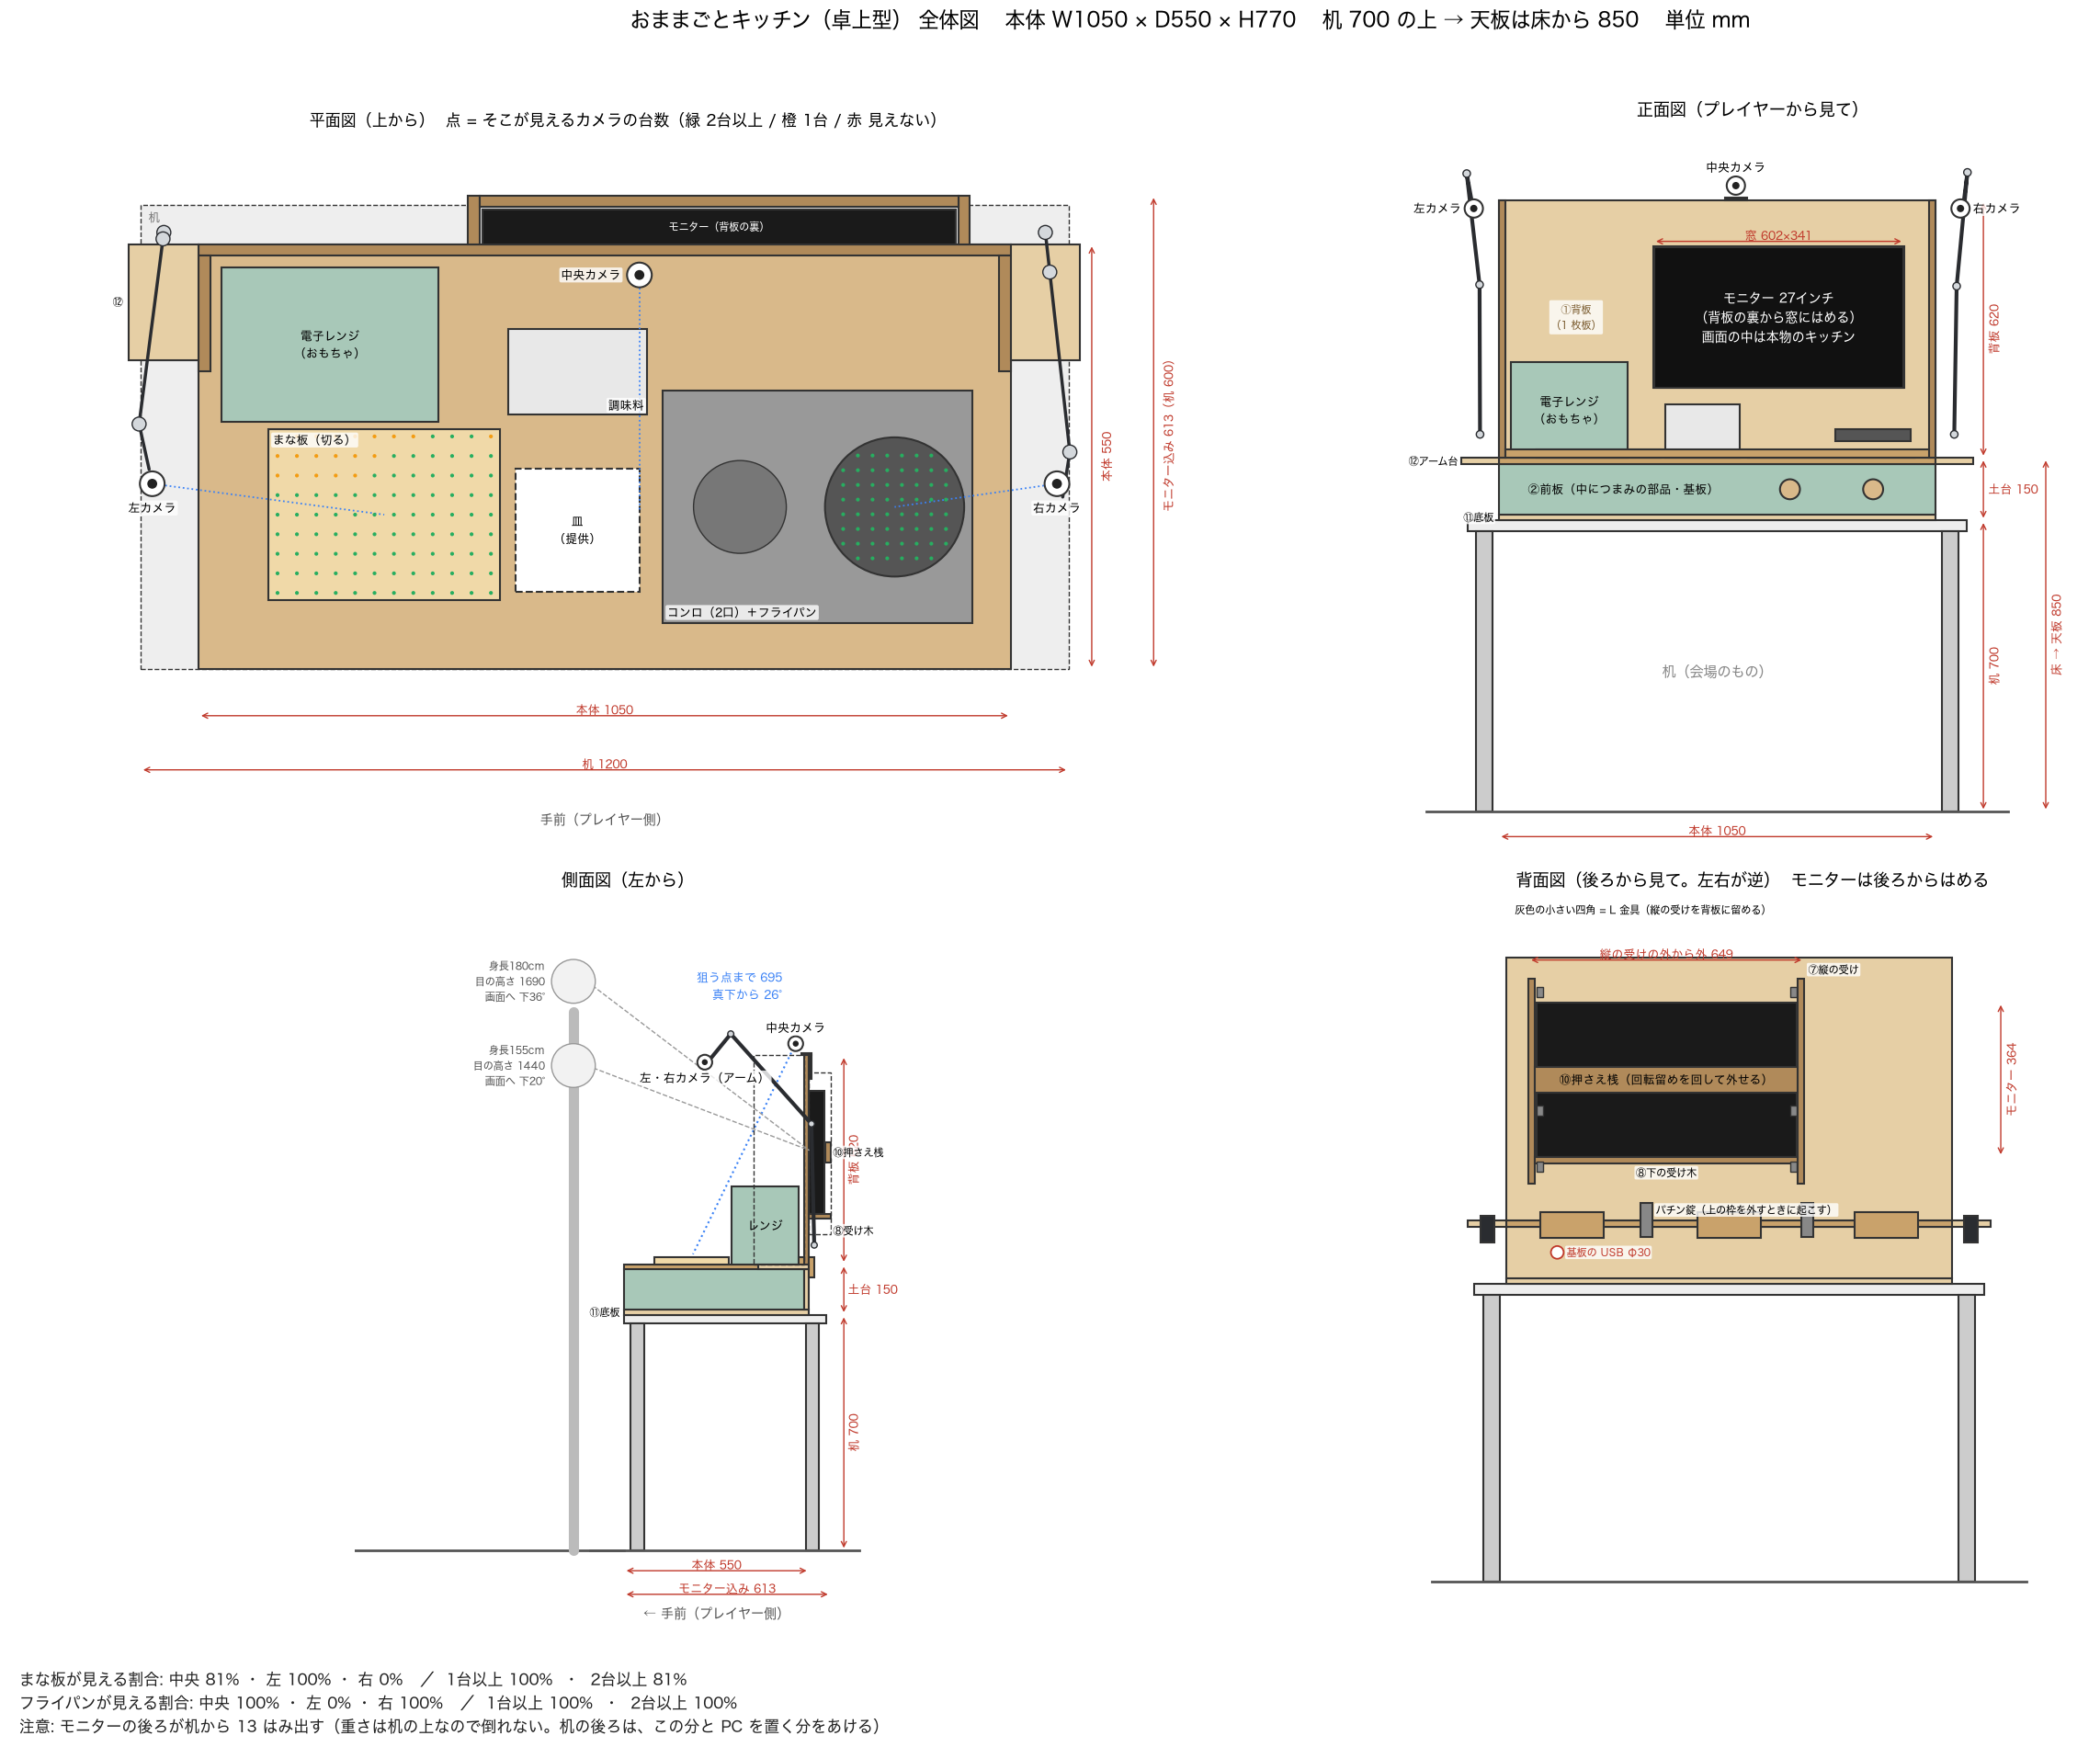 おままごとキッチン（卓上型） 全体図　本体 W1050 × D550 × H770　机 700 の上 → 天板は床から 850　単位 mm
平面図（上から）　点 = そこが見えるカメラの台数（緑 2台以上 / 橙 1台 / 赤 見えない）
机
モニター（背板の裏）
中央カメラ
⑫
電子レンジ
（おもちゃ）
調味料
まな板（切る）
皿
（提供）
左カメラ
右カメラ
コンロ（2口）＋フライパン
本体 550
モニター込み 613（机 600）
本体 1050
机 1200
手前（プレイヤー側）
正面図（プレイヤーから見て）
中央カメラ
左カメラ
右カメラ
窓 602×341
モニター 27インチ
（背板の裏から窓にはめる）
画面の中は本物のキッチン
①背板
（1 枚板）
背板 620
電子レンジ
（おもちゃ）
⑫アーム台
②前板（中につまみの部品・基板）
土台 150
⑪底板
机（会場のもの）
机 700
床 → 天板 850
本体 1050
側面図（左から）
身長180cm
目の高さ 1690
画面へ 下36°
狙う点まで 695
真下から 26°
中央カメラ
身長155cm
目の高さ 1440
画面へ 下20°
左・右カメラ（アーム）
⑩押さえ桟
背板
20
レンジ
⑧受け木
土台 150
⑪底板
机 700
本体 550
モニター込み 613
← 手前（プレイヤー側）
背面図（後ろから見て。左右が逆）　モニターは後ろからはめる
灰色の小さい四角 = L 金具（縦の受けを背板に留める）
縦の受けの外から外 649
⑦縦の受け
⑩押さえ桟（回転留めを回して外せる）
モニター 364
⑧下の受け木
パチン錠（上の枠を外すときに起こす）
基板の USB Φ30
まな板が見える割合: 中央 81% ・ 左 100% ・ 右 0%　／　1台以上 100%　・　2台以上 81%
フライパンが見える割合: 中央 100% ・ 左 0% ・ 右 100%　／　1台以上 100%　・　2台以上 100%
注意: モニターの後ろが机から 13 はみ出す（重さは机の上なので倒れない。机の後ろは、この分と PC を置く分をあける）